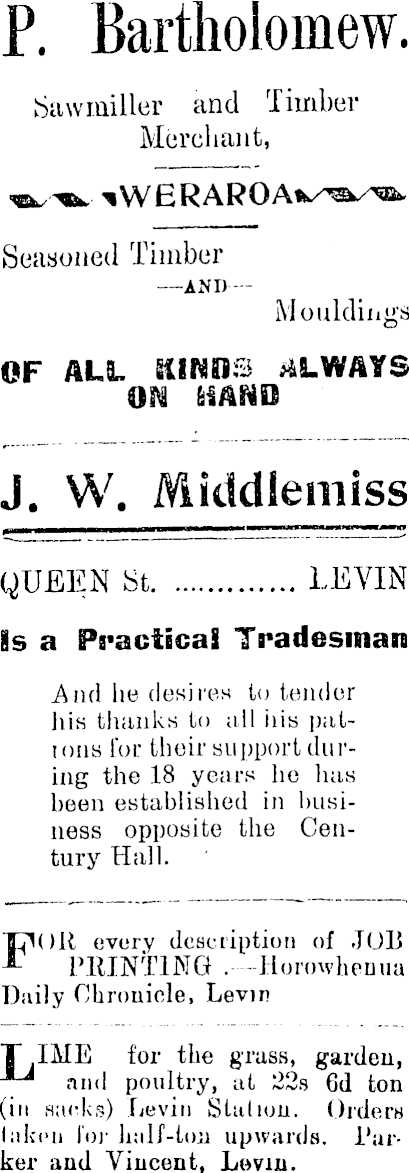 P. Bartholomew.
Sawmiller and Timber
Merchant,
WERAROA
Seasoned Timber
—AND—
Mouldings
OF ALL KINDS ALWAYS
ON HAND
J. W. Middlemiss
QUEEN St. ............. LEVIN
Is a Practical Tradesman
And he desires to tender
his thanks to all his pat-
rons for their support dur-
ing the 18 years he has
been established in busi-
ness opposite the Cen-
tury Hall.
FOR every description of JOB
PRINTING .—Horowhenua
Daily Chronicle, Levin
LIME for the grass, garden,
and poultry, at 22s 6d ton
(in sacks) Levin Station. Orders
taken for half-ton upwards. Par-
ker and Vincent, Levin.